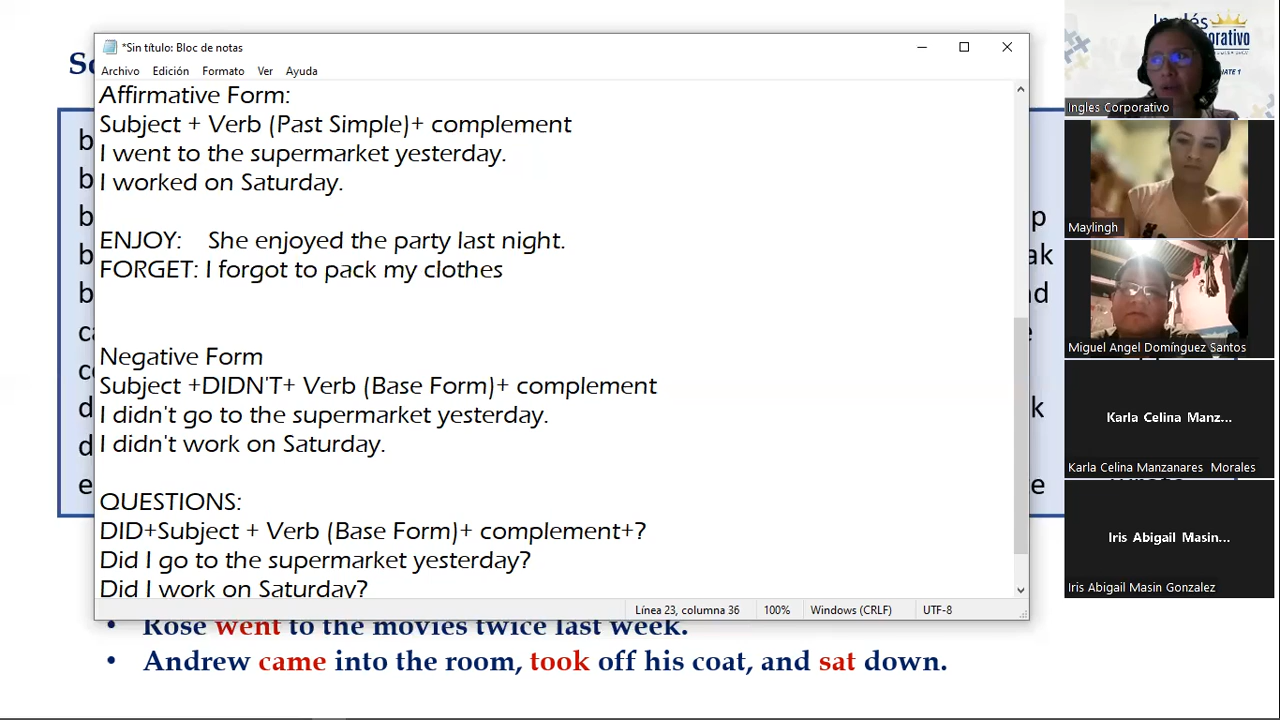 *Sin título: Bloc de notas
Archivo Edición Formato Ver Ayuda
Affirmative Form:
Subject + Verb (Past Simple)+ complement
I went to the supermarket yesterday.
I worked on Saturday.
ENJOY: She enjoyed the party last night.
FORGET: I forgot to pack my clothes
Negative Form
Subject +DIDN'T+ Verb (Base Form)+ complement
I didn't go to the supermarket yesterday.
I didn't work on Saturday.
QUESTIONS:
DID+Subject + Verb (Base Form)+ complement+?
Did I go to the supermarket yesterday?
Did I work on Saturday?
Línea 23, columna 36 100% Windows (CRLF) UTF-8
Rose went to the movies twice last week.
• Andrew came into the room, took off his coat, and sat down.
Inglés
Ingles Corporativo
Maylingh
Miguel Angel Domínguez Santos
Karla Celina Manz...
Karla Celina Manzanares Morales
Iris Abigail Masin...
Iris Abigail Masin Gonzalez